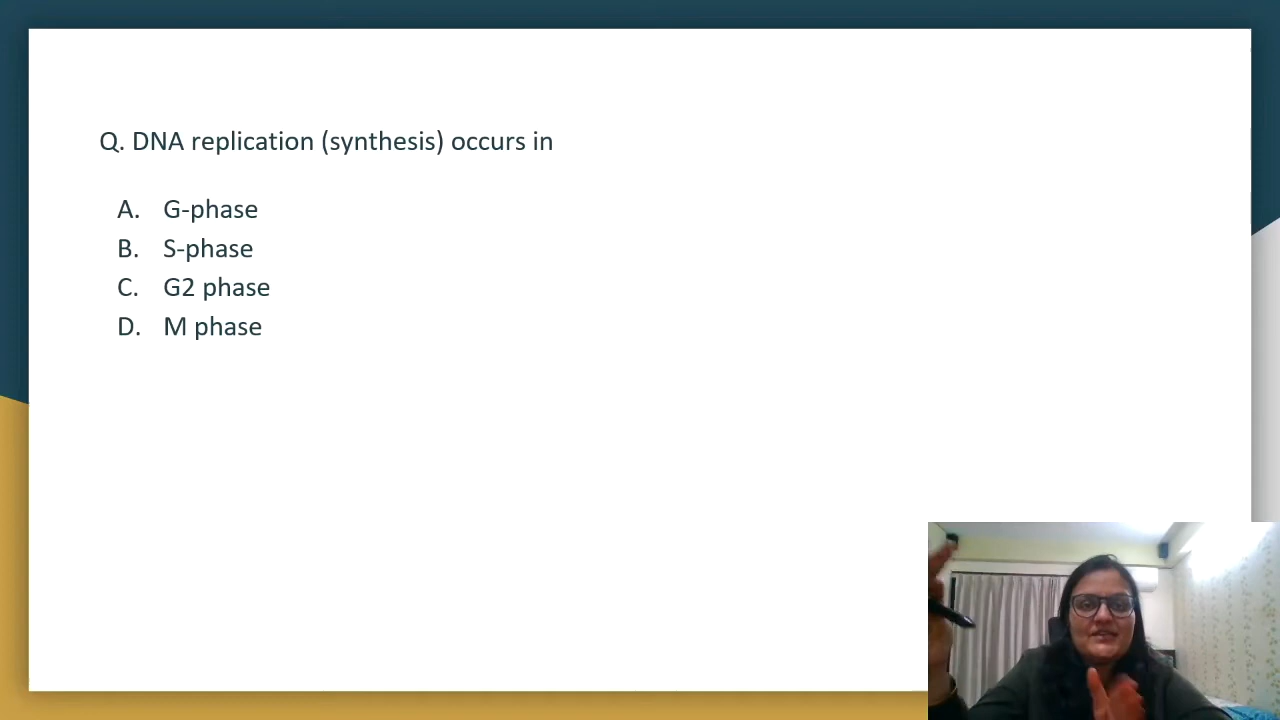 Q. DNA replication (synthesis) occurs in
A. G-phase
B. S-phase
C. G2 phase
D. M phase